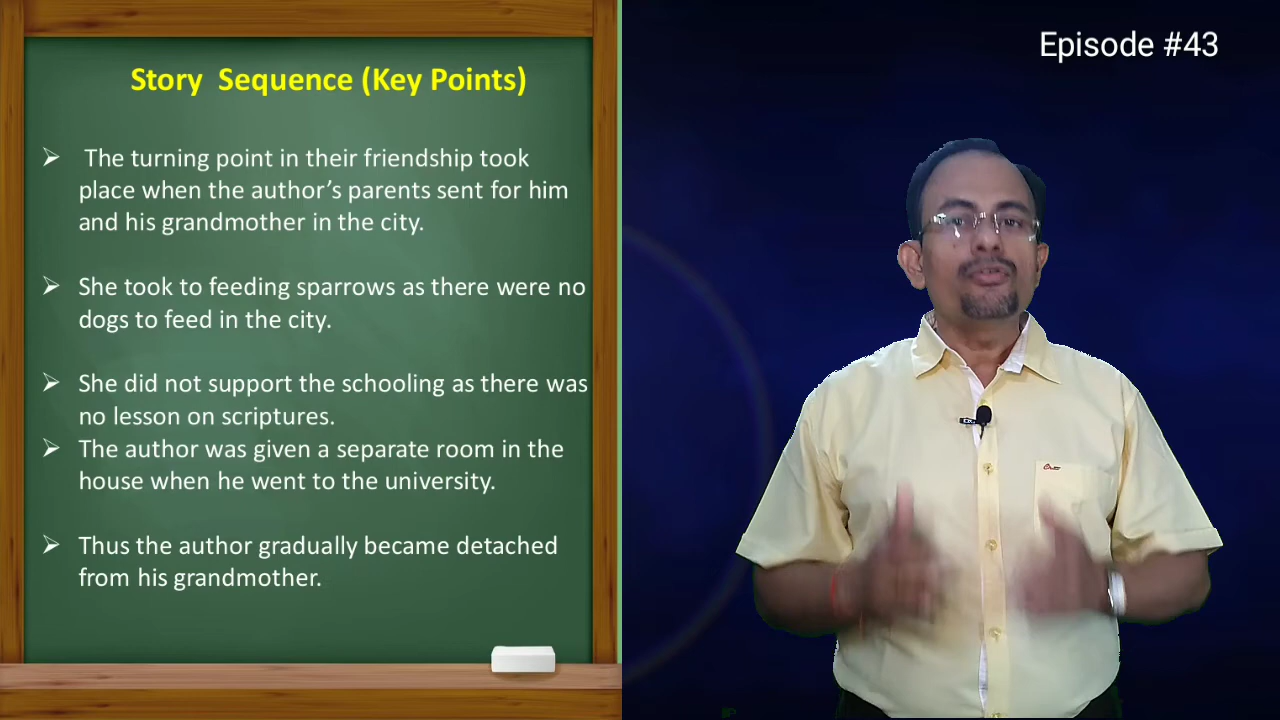 Episode #43
Story Sequence (Key Points)
➢ The turning point in their friendship took
place when the author’s parents sent for him
and his grandmother in the city.
➢ She took to feeding sparrows as there were no
dogs to feed in the city.
➢ She did not support the schooling as there was
no lesson on scriptures.
➢ The author was given a separate room in the
house when he went to the university.
➢ Thus the author gradually became detached
from his grandmother.